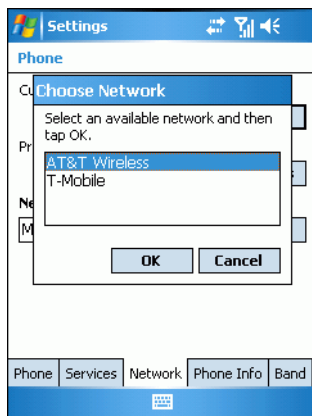 Settings
Phone
Choose Network
Select an available network and then
tap OK.
AT&T Wireless
T-Mobile
OK Cancel
Phone Services Network Phone Info Band